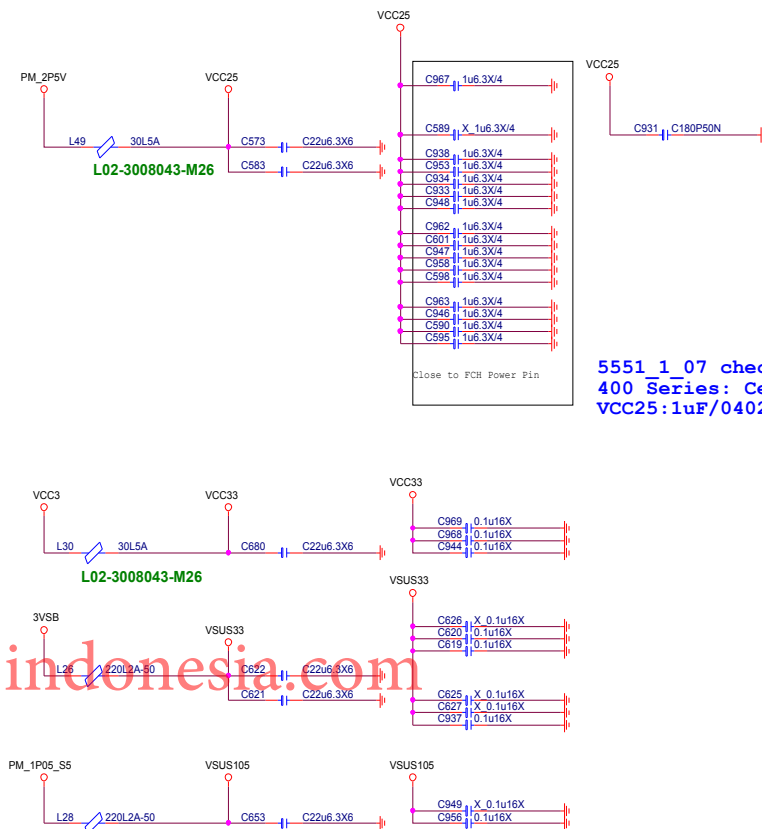 VCC25
PM_2P5V
VCC25
VCC25
C967 1u6.3X/4
L49 30L5A
L02-3008043-M26
C573 C22u6.3X6
C583 C22u6.3X6
C589 X_1u6.3X/4
C931 C180P50N
C938 1u6.3X/4
C953 1u6.3X/4
C934 1u6.3X/4
C933 1u6.3X/4
C948 1u6.3X/4
C962 1u6.3X/4
C601 1u6.3X/4
C947 1u6.3X/4
C958 1u6.3X/4
C598 1u6.3X/4
C963 1u6.3X/4
C946 1u6.3X/4
C590 1u6.3X/4
C595 1u6.3X/4
Close to FCH Power Pin
5551_1_07 chec
400 Series: Ce
VCC25:1uF/0402
VCC3
VCC33
VCC33
L30 30L5A
L02-3008043-M26
C680 C22u6.3X6
C969 0.1u16X
C968 0.1u16X
C944 0.1u16X
3VSB
VSUS33
VSUS33
L26 220L2A-50
C622 C22u6.3X6
C621 C22u6.3X6
C626 X_0.1u16X
C620 0.1u16X
C619 0.1u16X
C625 X_0.1u16X
C627 X_0.1u16X
C937 0.1u16X
indonesia.com
PM_1P05_S5
VSUS105
VSUS105
L28 220L2A-50
C653 C22u6.3X6
C949 X_0.1u16X
C956 0.1u16X